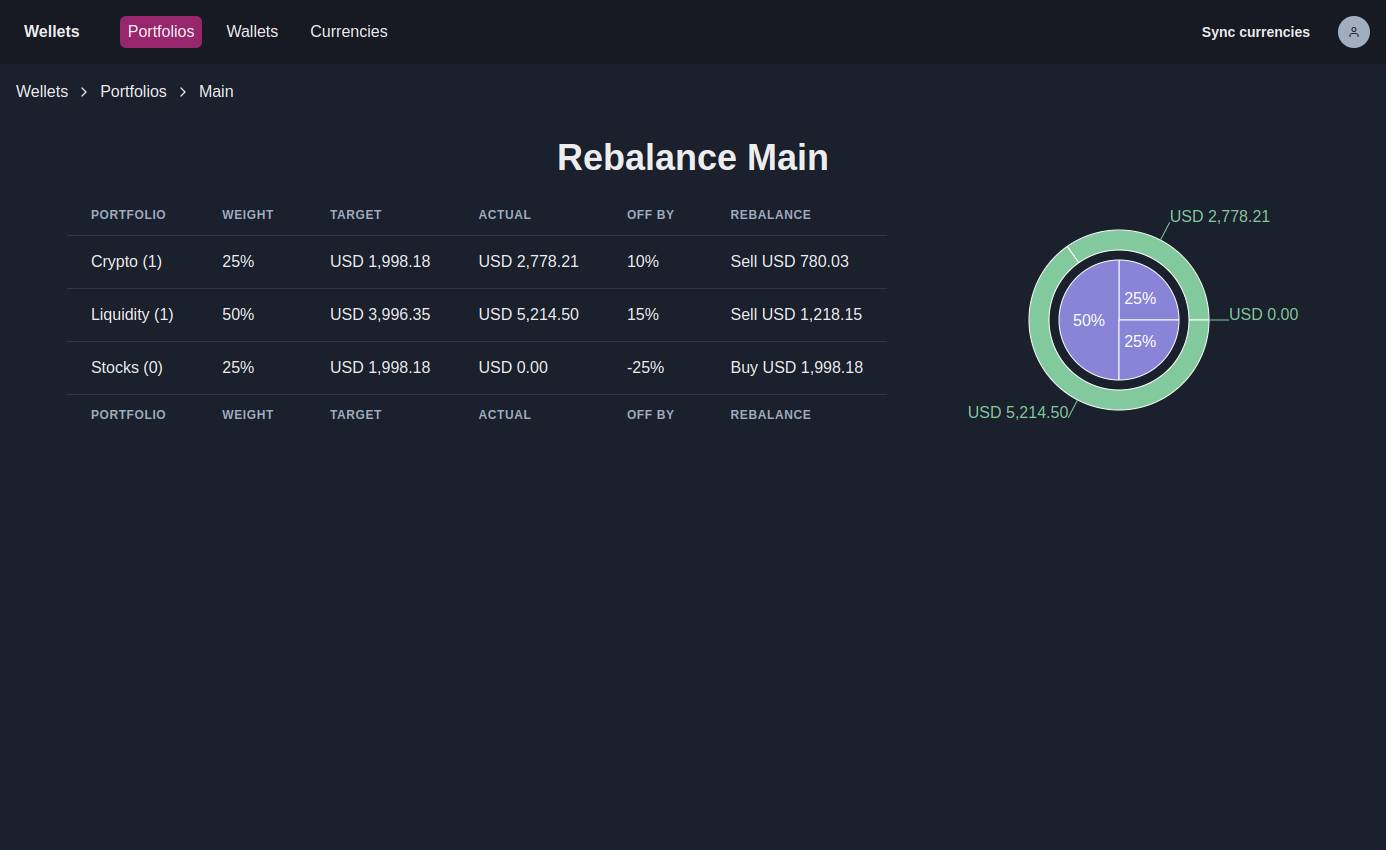 Wellets Portfolios Wallets Currencies Sync currencies
Wellets > Portfolios > Main
Rebalance Main
PORTFOLIO WEIGHT TARGET ACTUAL OFF BY REBALANCE
Crypto (1) 25% USD 1,998.18 USD 2,778.21 10% Sell USD 780.03
Liquidity (1) 50% USD 3,996.35 USD 5,214.50 15% Sell USD 1,218.15
Stocks (0) 25% USD 1,998.18 USD 0.00 -25% Buy USD 1,998.18
PORTFOLIO WEIGHT TARGET ACTUAL OFF BY REBALANCE
USD 2,778.21
25%
USD 0.00
50%
25%
USD 5,214.50